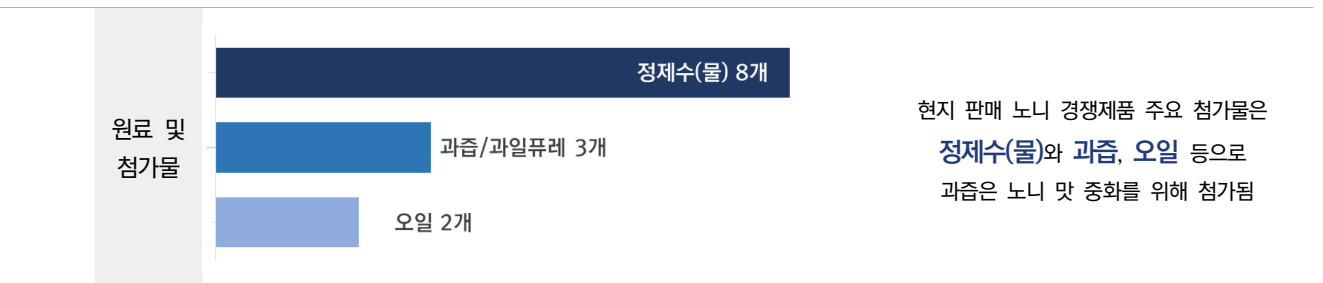 원료 및
첨가물
정제수(물) 8개
과즙/과일퓨레 3개
오일 2개
현지 판매 노니 경쟁제품 주요 첨가물은
정제수(물)와 과즙, 오일 등으로
과즙은 노니 맛 중화를 위해 첨가됨